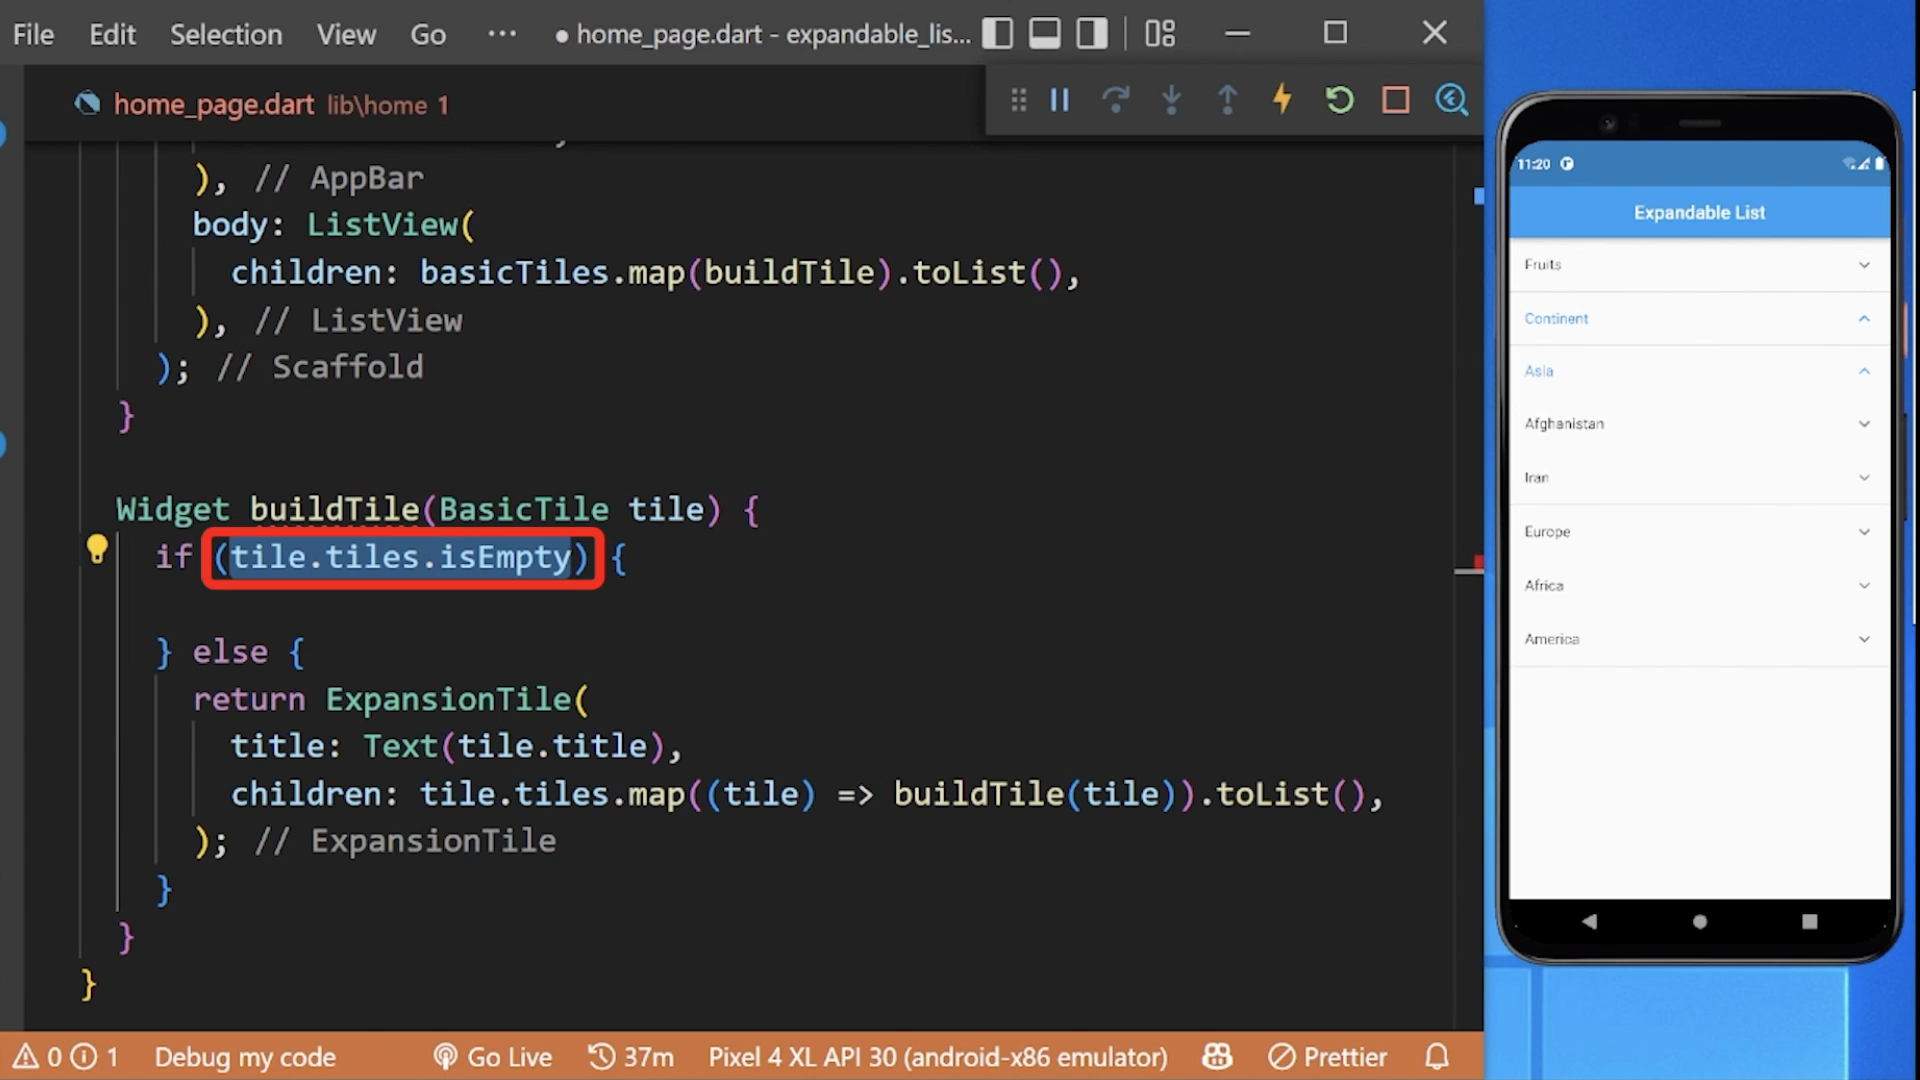 File Edit Selection View Go ··· ● home_page.dart - expandable_lis...
home_page.dart lib\home 1
), // AppBar
body: ListView(
children: basicTiles.map(buildTile).toList(),
), // ListView
); // Scaffold
}
Widget buildTile(BasicTile tile) {
if (tile.tiles.isEmpty) {
} else {
return ExpansionTile(
title: Text(tile.title),
children: tile.tiles.map((tile) => buildTile(tile)).toList(),
); // ExpansionTile
}
}
}
0 1 Debug my code Go Live 37m Pixel 4 XL API 30 (android-x86 emulator) Prettier
11:20
Expandable List
Fruits
Continent
Asia
Afghanistan
Iran
Europe
Africa
America